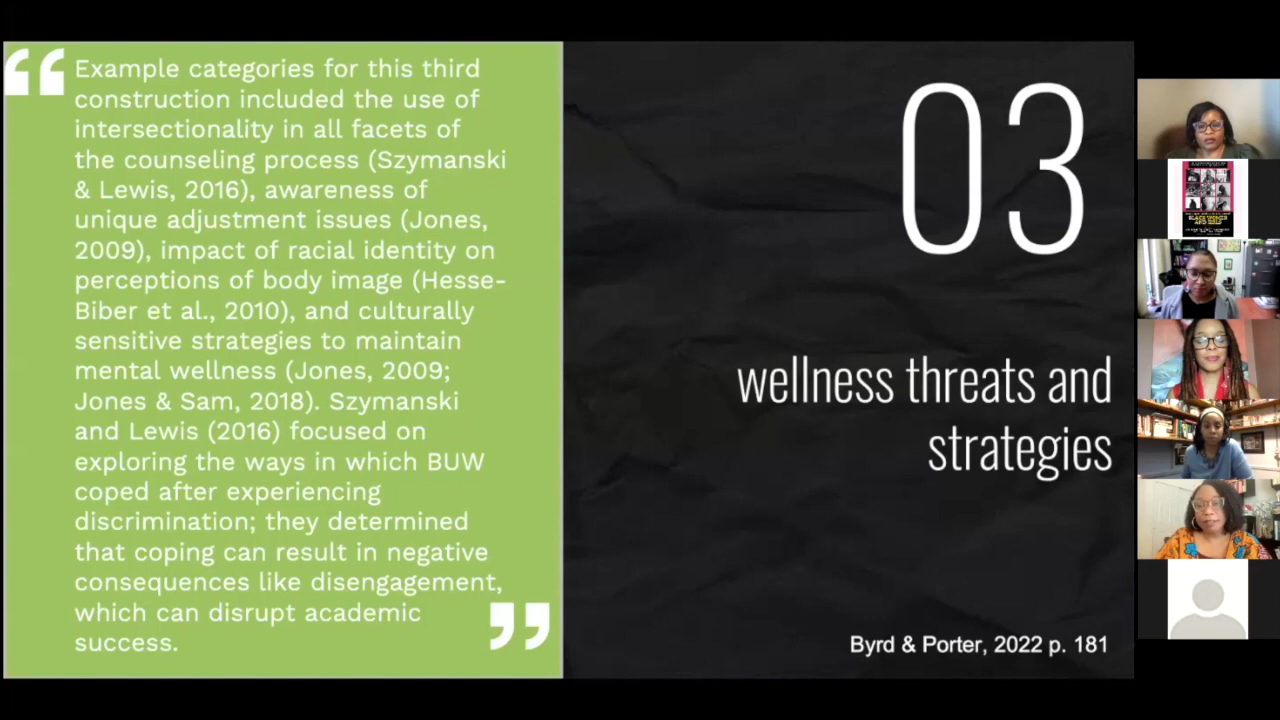 “
Example categories for this third
construction included the use of
intersectionality in all facets of
the counseling process (Szymanski
& Lewis, 2016), awareness of
unique adjustment issues (Jones,
2009), impact of racial identity on
perceptions of body image (Hesse-
Biber et al., 2010), and culturally
sensitive strategies to maintain
mental wellness (Jones, 2009;
Jones & Sam, 2018). Szymanski
and Lewis (2016) focused on
exploring the ways in which BUW
coped after experiencing
discrimination; they determined
that coping can result in negative
consequences like disengagement,
which can disrupt academic
success.
”
03
wellness threats and
strategies
Byrd & Porter, 2022 p. 181
BLACK WOMEN
AND GIRLS